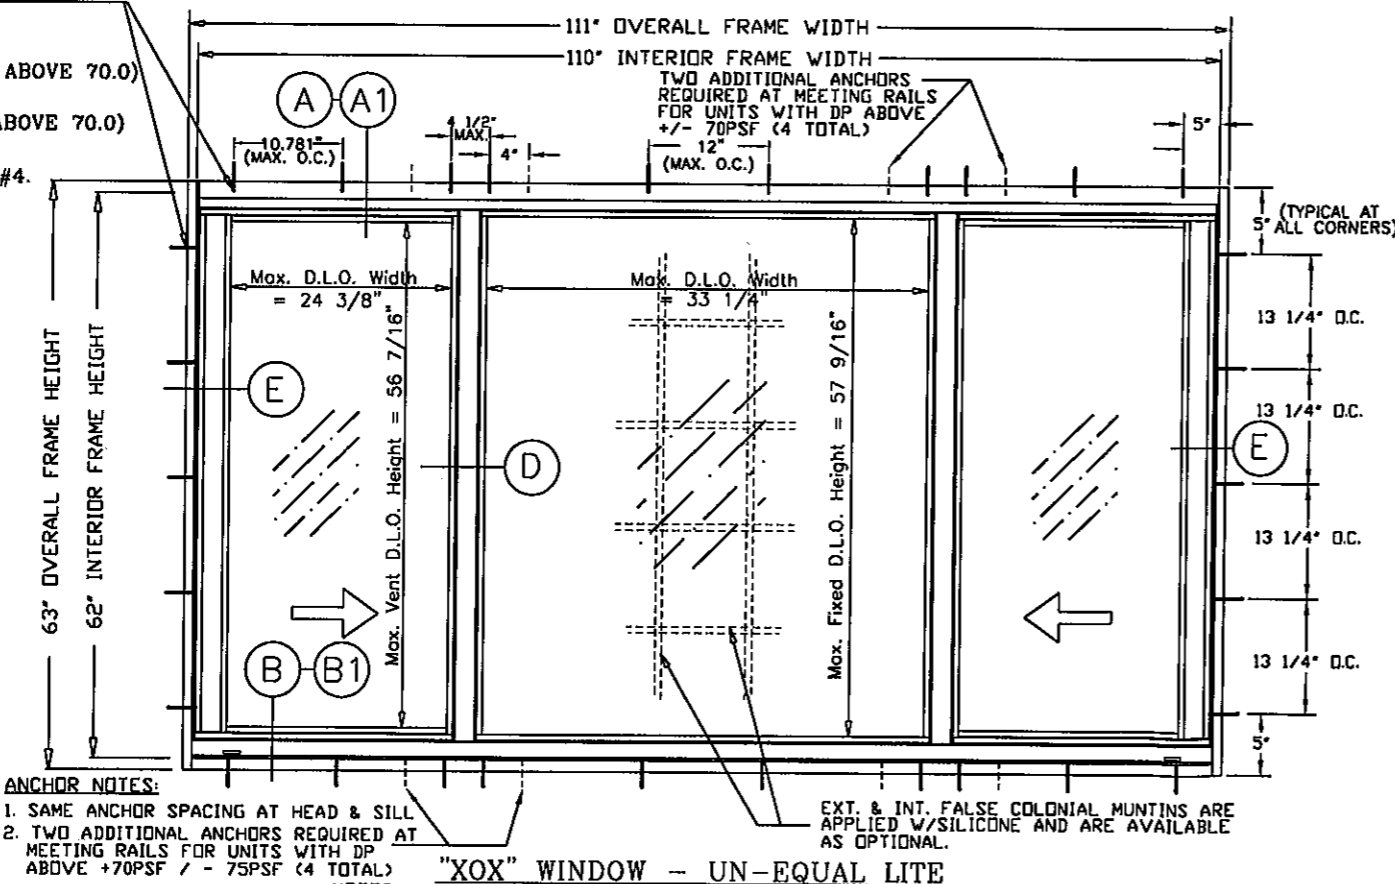 111" OVERALL FRAME WIDTH
110" INTERIOR FRAME WIDTH
ABOVE 70.0)
ABOVE 70.0)
#4.
A
A1
TWO ADDITIONAL ANCHORS
REQUIRED AT MEETING RAILS
FOR UNITS WITH DP ABOVE
+/- 70PSF (4 TOTAL)
10.781"
(MAX. O.C.)
4 1/2"
MAX.
4"
12"
(MAX. O.C.)
5"
5"
(TYPICAL AT
ALL CORNERS)
Max. D.L.O. Width
= 24 3/8"
Max. D.L.O. Width
= 33 1/4"
63" OVERALL FRAME HEIGHT
62" INTERIOR FRAME HEIGHT
Max. Vent D.L.O. Height = 56 7/16"
Max. Fixed D.L.O. Height = 57 9/16"
13 1/4" O.C.
13 1/4" O.C.
13 1/4" O.C.
13 1/4" O.C.
5"
E
D
E
B
B1
ANCHOR NOTES:
1. SAME ANCHOR SPACING AT HEAD & SILL
2. TWO ADDITIONAL ANCHORS REQUIRED AT
MEETING RAILS FOR UNITS WITH DP
ABOVE +70PSF / - 75PSF (4 TOTAL)
EXT. & INT. FALSE COLONIAL MUNTINS ARE
APPLIED W/SILICONE AND ARE AVAILABLE
AS OPTIONAL.
"XOX" WINDOW - UN-EQUAL LITE